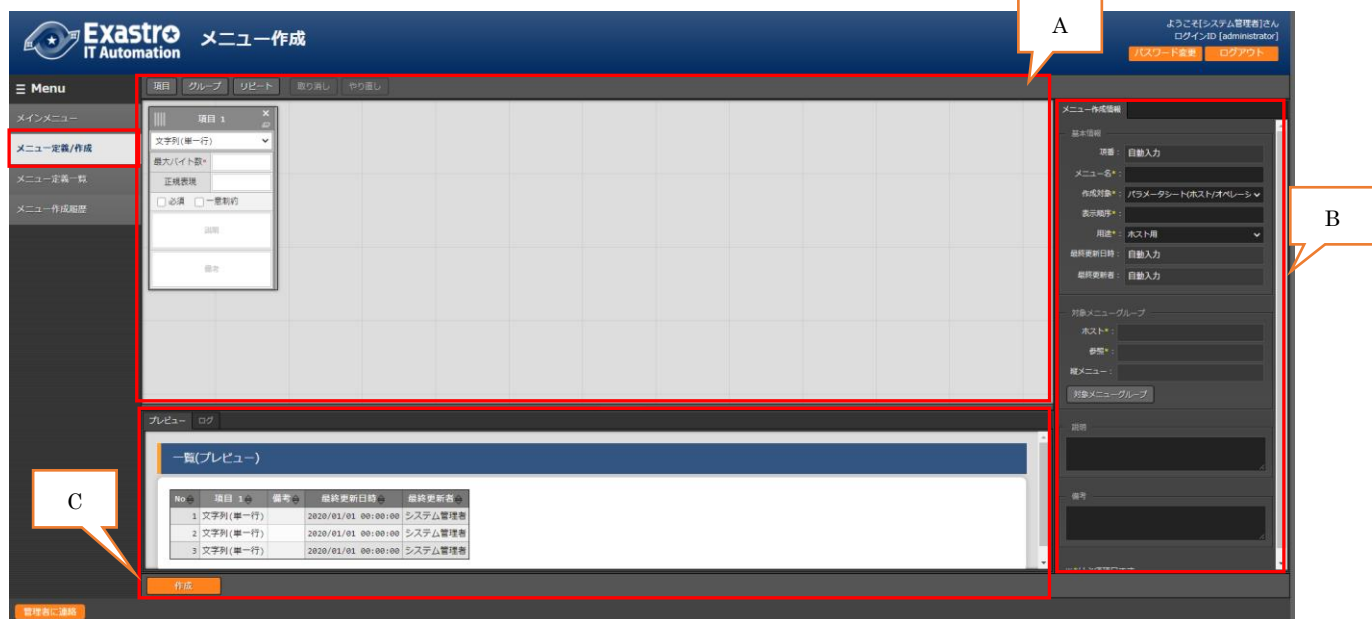 A
Exastro
IT Automation
メニュー作成
ようこそ[システム管理者]さん
ログインID [administrator]
パスワード変更 ログアウト
Menu
項目 グループ リピート 取り消し やり直し
メインメニュー
メニュー定義/作成
メニュー定義一覧
メニュー作成履歴
項目 1
文字列(単一行)
最大バイト数*
正規表現
必須 一意制約
説明
備考
メニュー作成情報
基本情報
項番 : 自動入力
メニュー名* :
作成対象* : パラメータシート(ホスト/オペレーシ
表示順序* :
用途* : ホスト用
最終更新日時 : 自動入力
最終更新者 : 自動入力
対象メニューグループ
ホスト* :
参照* :
縦メニュー :
対象メニューグループ
説明
備考
B
プレビュー ログ
一覧(プレビュー)
No 項目 1 備考 最終更新日時 最終更新者
1 文字列(単一行) 2020/01/01 00:00:00 システム管理者
2 文字列(単一行) 2020/01/01 00:00:00 システム管理者
3 文字列(単一行) 2020/01/01 00:00:00 システム管理者
C
作成
管理者に連絡